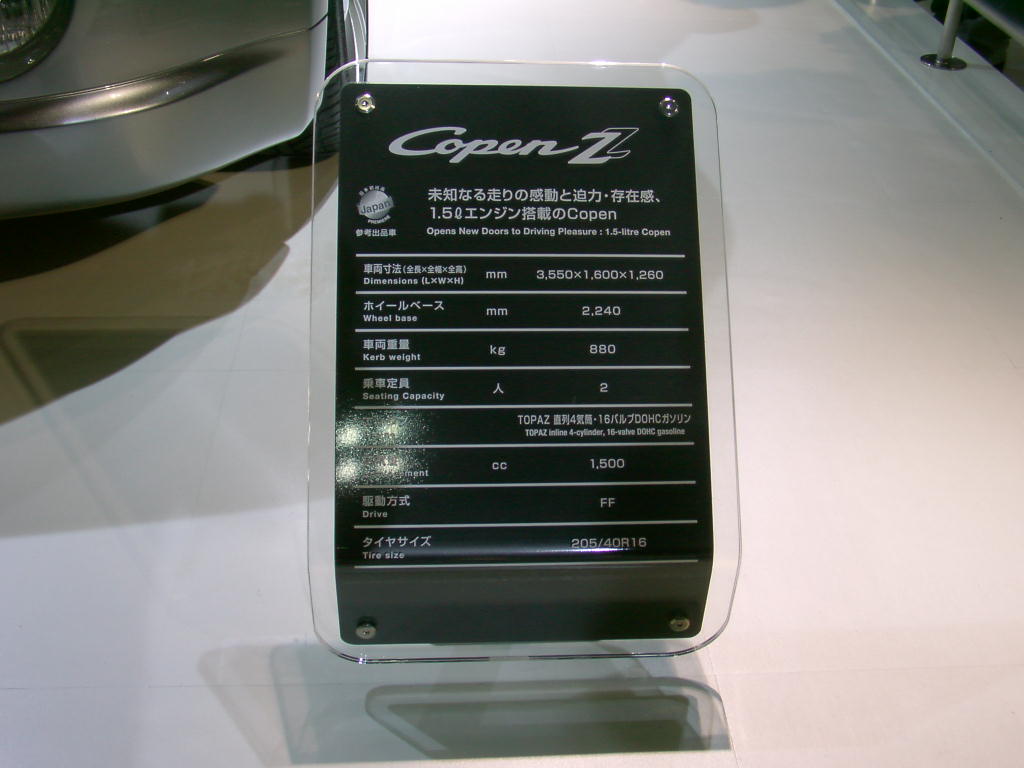 Copen Z
Japan
PREMIERE
参考出品車
未知なる走りの感動と迫力・存在感、
1.5ℓエンジン搭載のCopen
Opens New Doors to Driving Pleasure : 1.5-litre Copen
車両寸法(全長×全幅×全高) mm 3,550×1,600×1,260
Dimensions (L×W×H)
ホイールベース mm 2,240
Wheel base
車両重量 kg 880
Kerb weight
乗車定員 人 2
Seating Capacity
TOPAZ 直列4気筒・16バルブDOHCガソリン
TOPAZ inline 4-cylinder, 16-valve DOHC gasoline
cc 1,500
駆動方式 FF
Drive
タイヤサイズ 205/40R16
Tire size